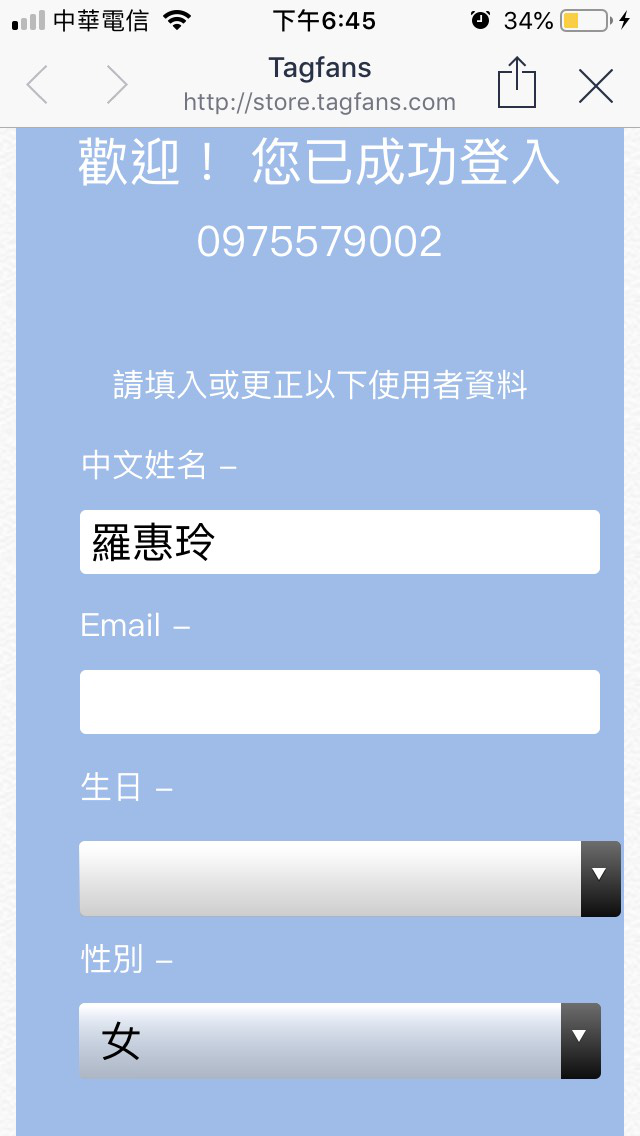 中華電信 下午6:45 34%
Tagfans
http://store.tagfans.com
歡迎！ 您已成功登入
0975579002
請填入或更正以下使用者資料
中文姓名 –
羅惠玲
Email –
生日 –
性別 –
女